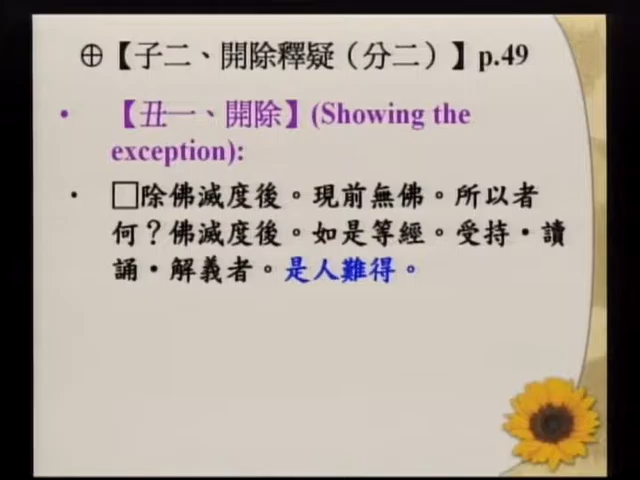 ⊕【子二、開除釋疑（分二）】p.49
• 【丑一、開除】(Showing the
exception):
• □除佛滅度後。現前無佛。所以者
何？佛滅度後。如是等經。受持‧讀
誦‧解義者。是人難得。